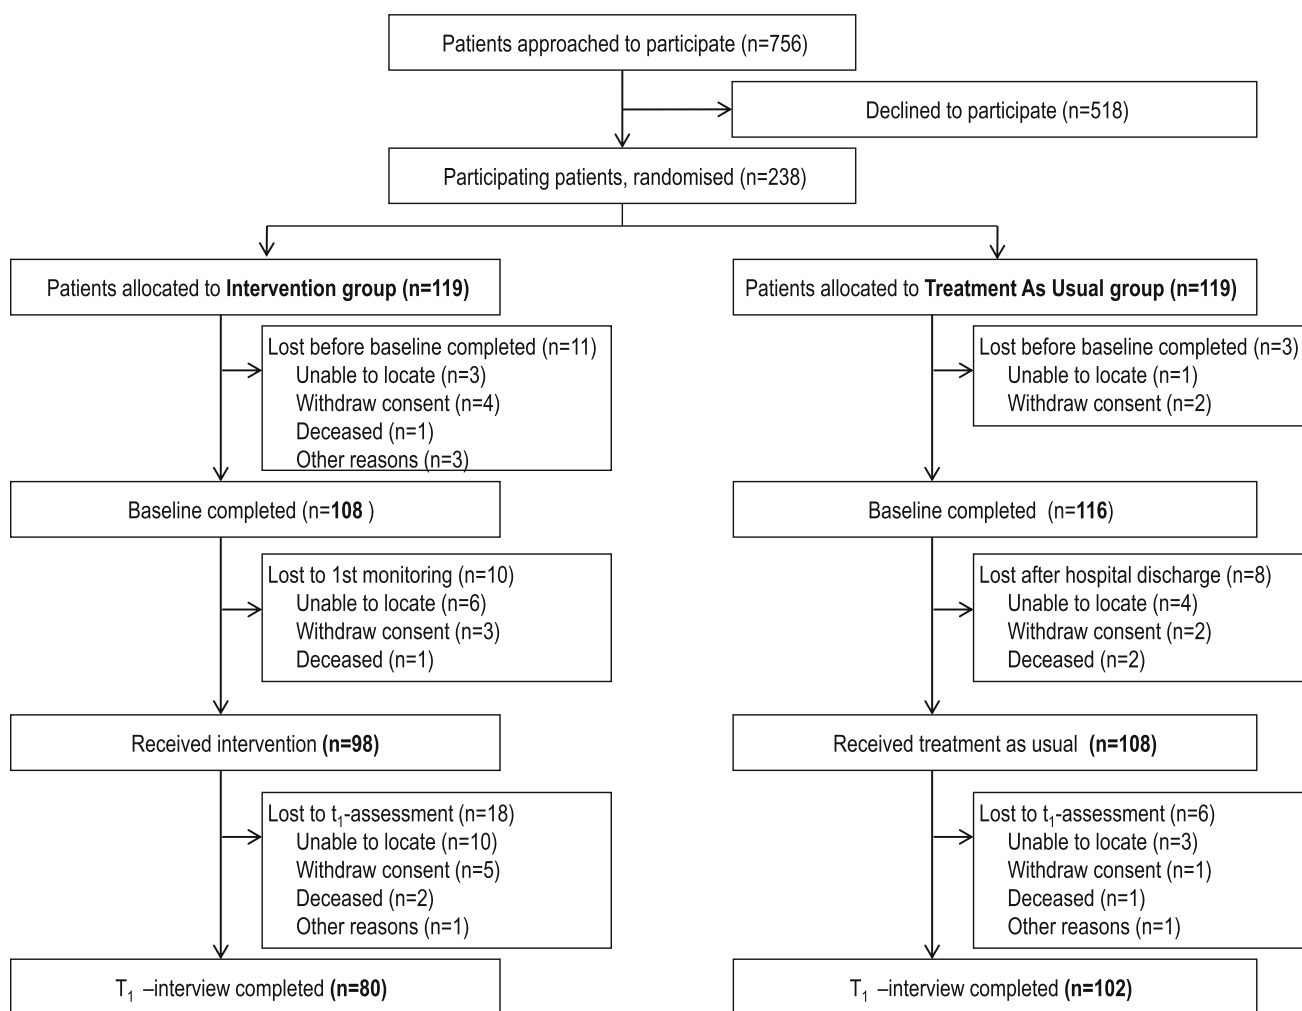 Patients approached to participate (n=756)
Declined to participate (n=518)
Participating patients, randomised (n=238)
Patients allocated to Intervention group (n=119)
Patients allocated to Treatment As Usual group (n=119)
Lost before baseline completed (n=11)
Unable to locate (n=3)
Withdraw consent (n=4)
Deceased (n=1)
Other reasons (n=3)
Lost before baseline completed (n=3)
Unable to locate (n=1)
Withdraw consent (n=2)
Baseline completed (n=108 )
Baseline completed (n=116)
Lost to 1st monitoring (n=10)
Unable to locate (n=6)
Withdraw consent (n=3)
Deceased (n=1)
Lost after hospital discharge (n=8)
Unable to locate (n=4)
Withdraw consent (n=2)
Deceased (n=2)
Received intervention (n=98)
Received treatment as usual (n=108)
Lost to t₁-assessment (n=18)
Unable to locate (n=10)
Withdraw consent (n=5)
Deceased (n=2)
Other reasons (n=1)
Lost to t₁-assessment (n=6)
Unable to locate (n=3)
Withdraw consent (n=1)
Deceased (n=1)
Other reasons (n=1)
T₁ –interview completed (n=80)
T₁ –interview completed (n=102)